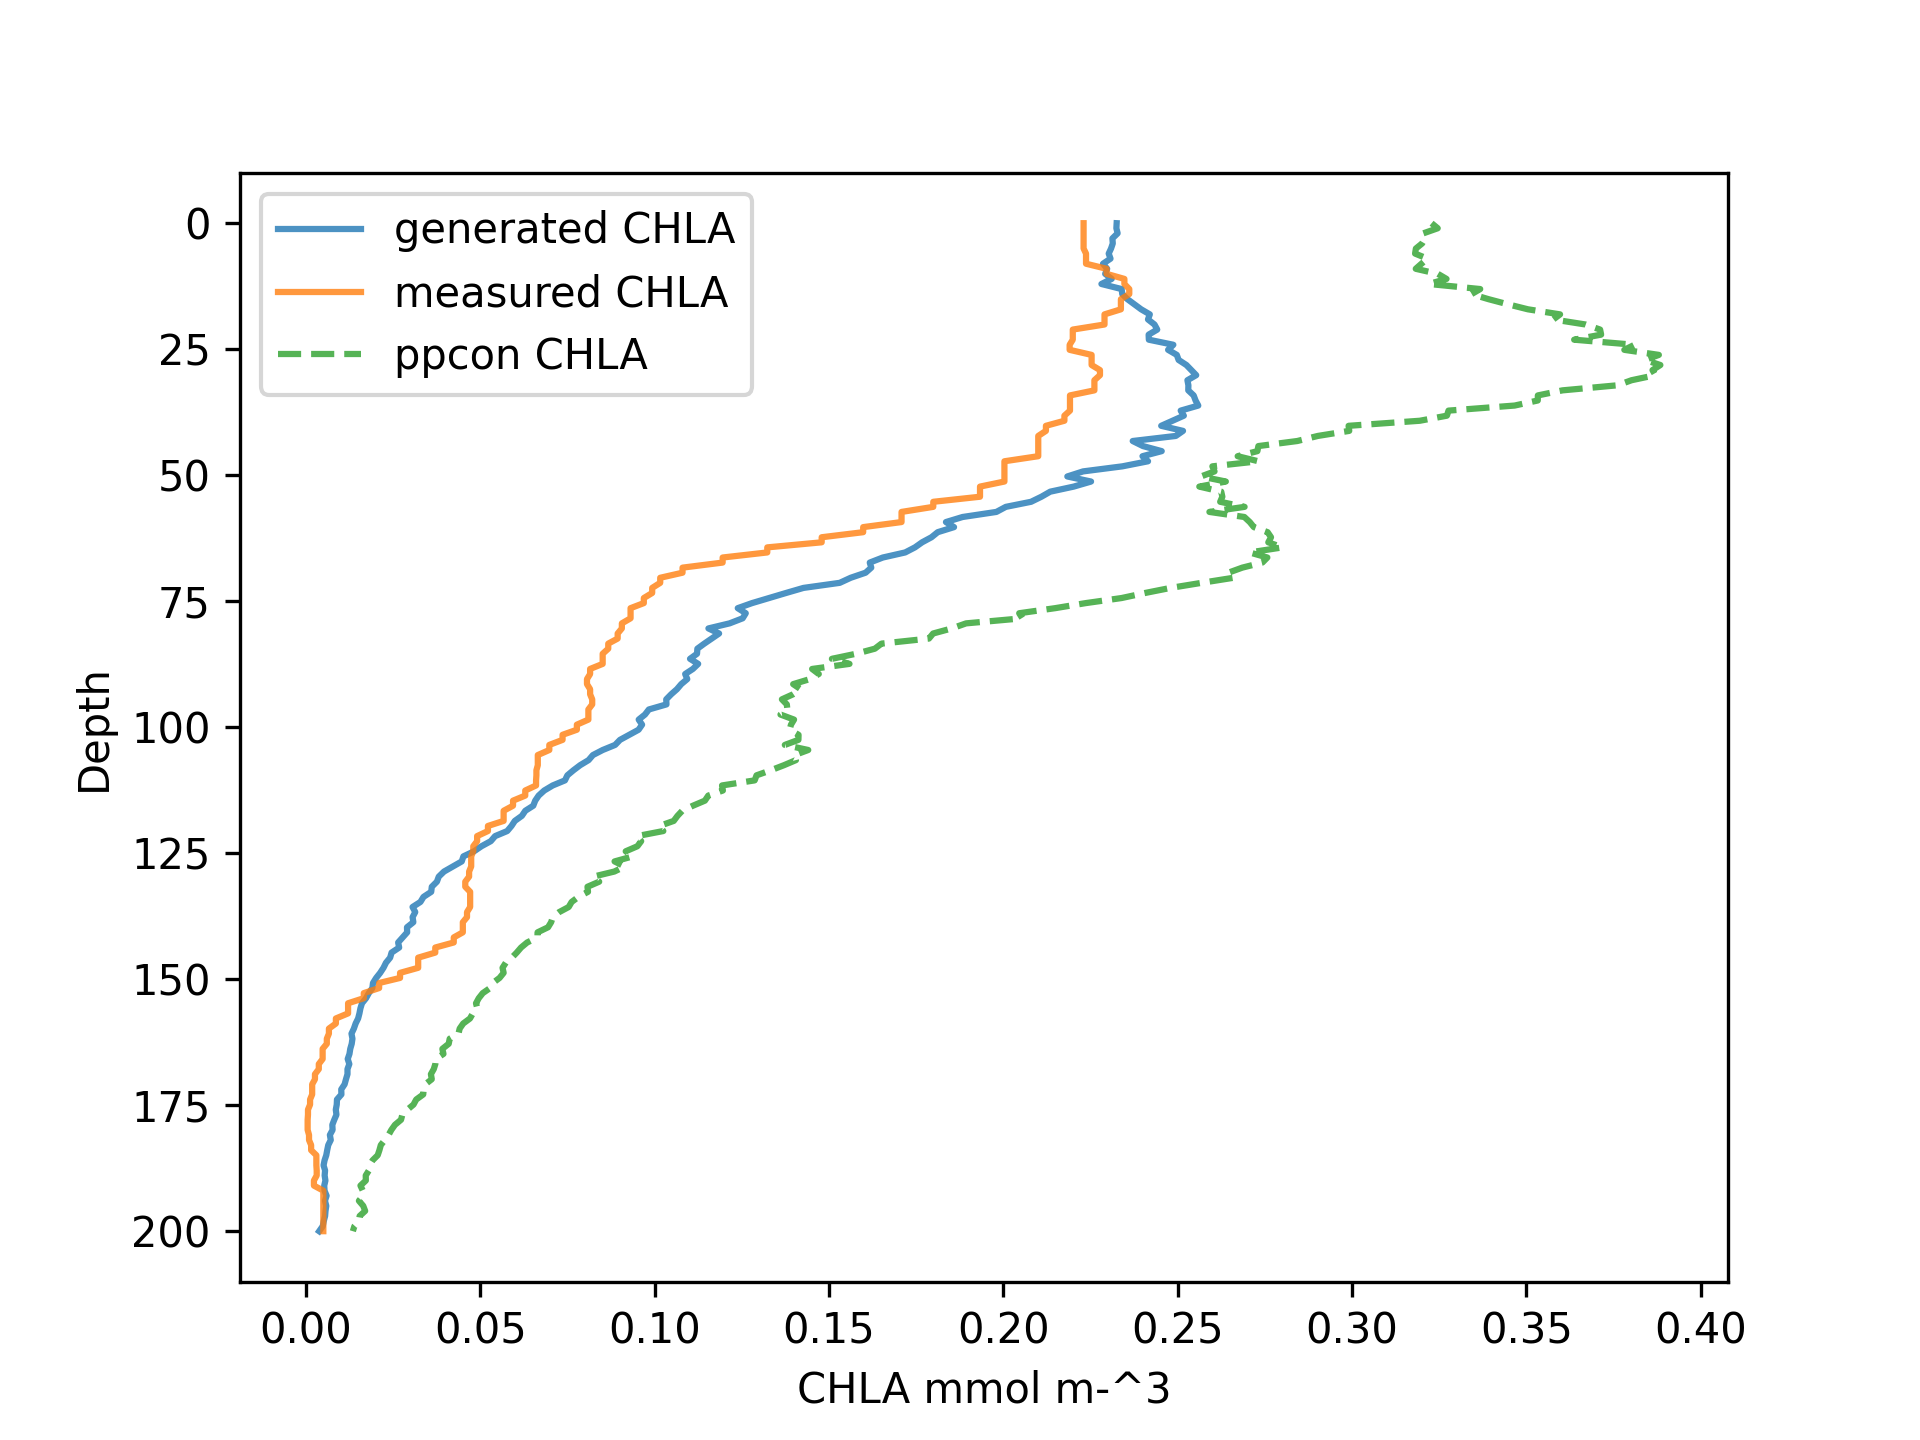 generated CHLA
measured CHLA
ppcon CHLA
0
25
50
75
100
125
150
175
200
Depth
0.00 0.05 0.10 0.15 0.20 0.25 0.30 0.35 0.40
CHLA mmol m-^3